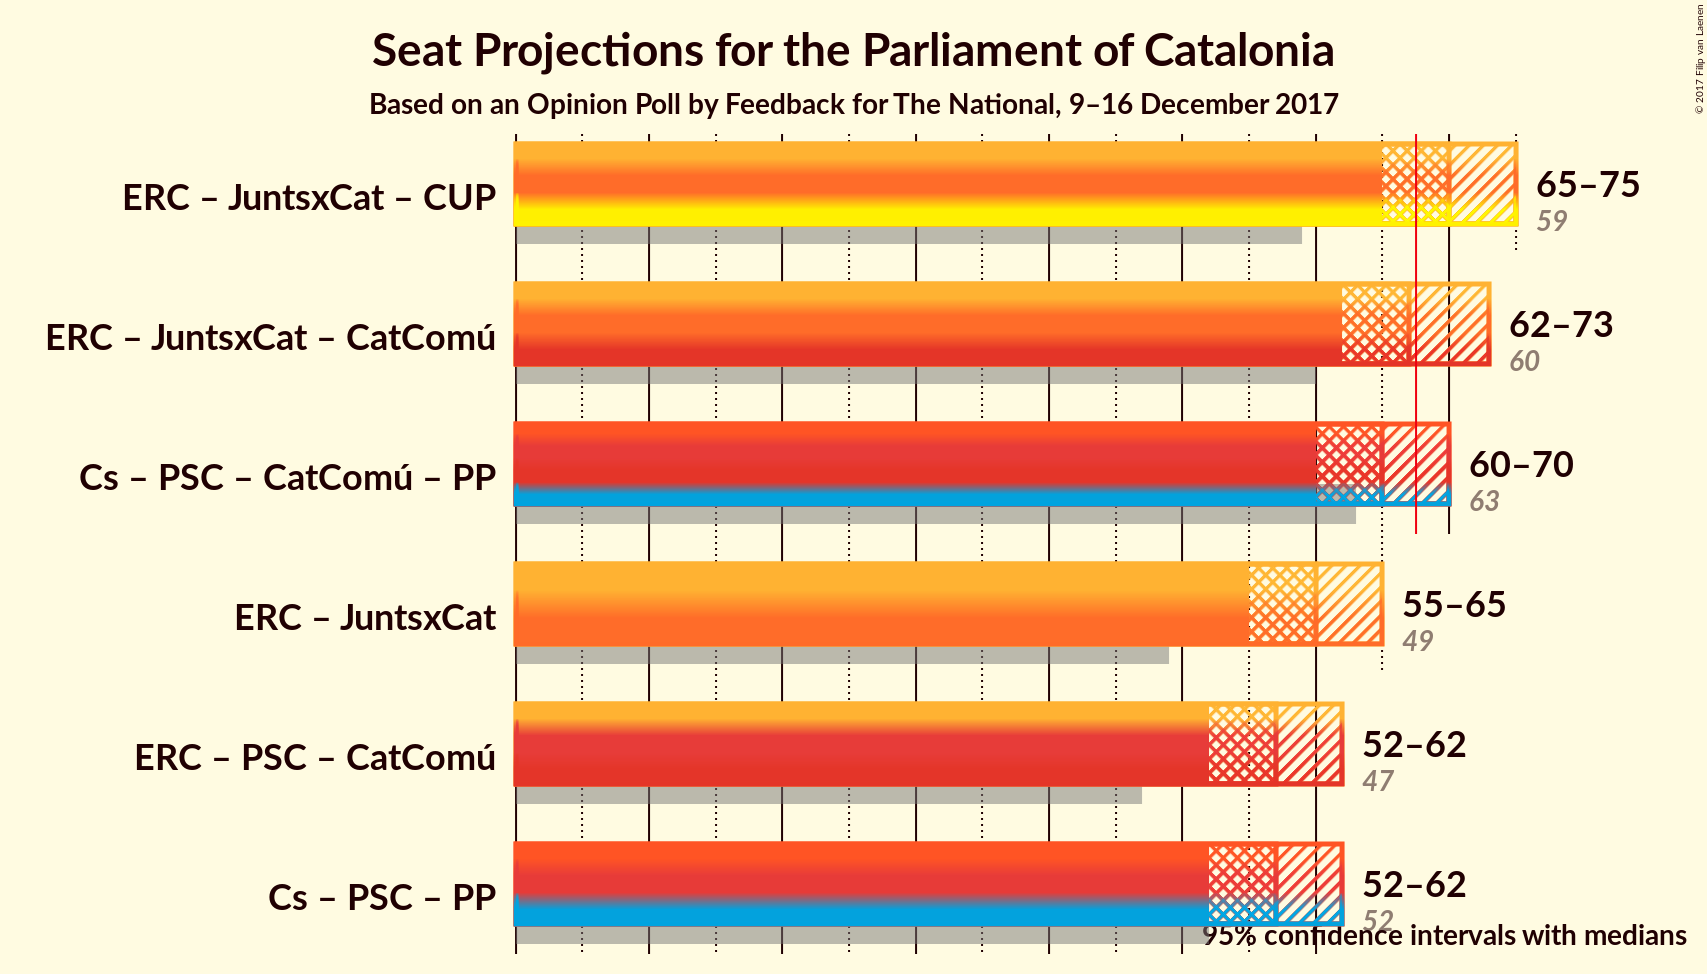 Seat Projections for the Parliament of Catalonia
Based on an Opinion Poll by Feedback for The National, 9–16 December 2017
© 2017 Filip van Laenen
ERC – JuntsxCat – CUP
65–75
59
ERC – JuntsxCat – CatComú
62–73
60
Cs – PSC – CatComú – PP
60–70
63
ERC – JuntsxCat
55–65
49
ERC – PSC – CatComú
52–62
47
Cs – PSC – PP
52–62
52
95% confidence intervals with medians